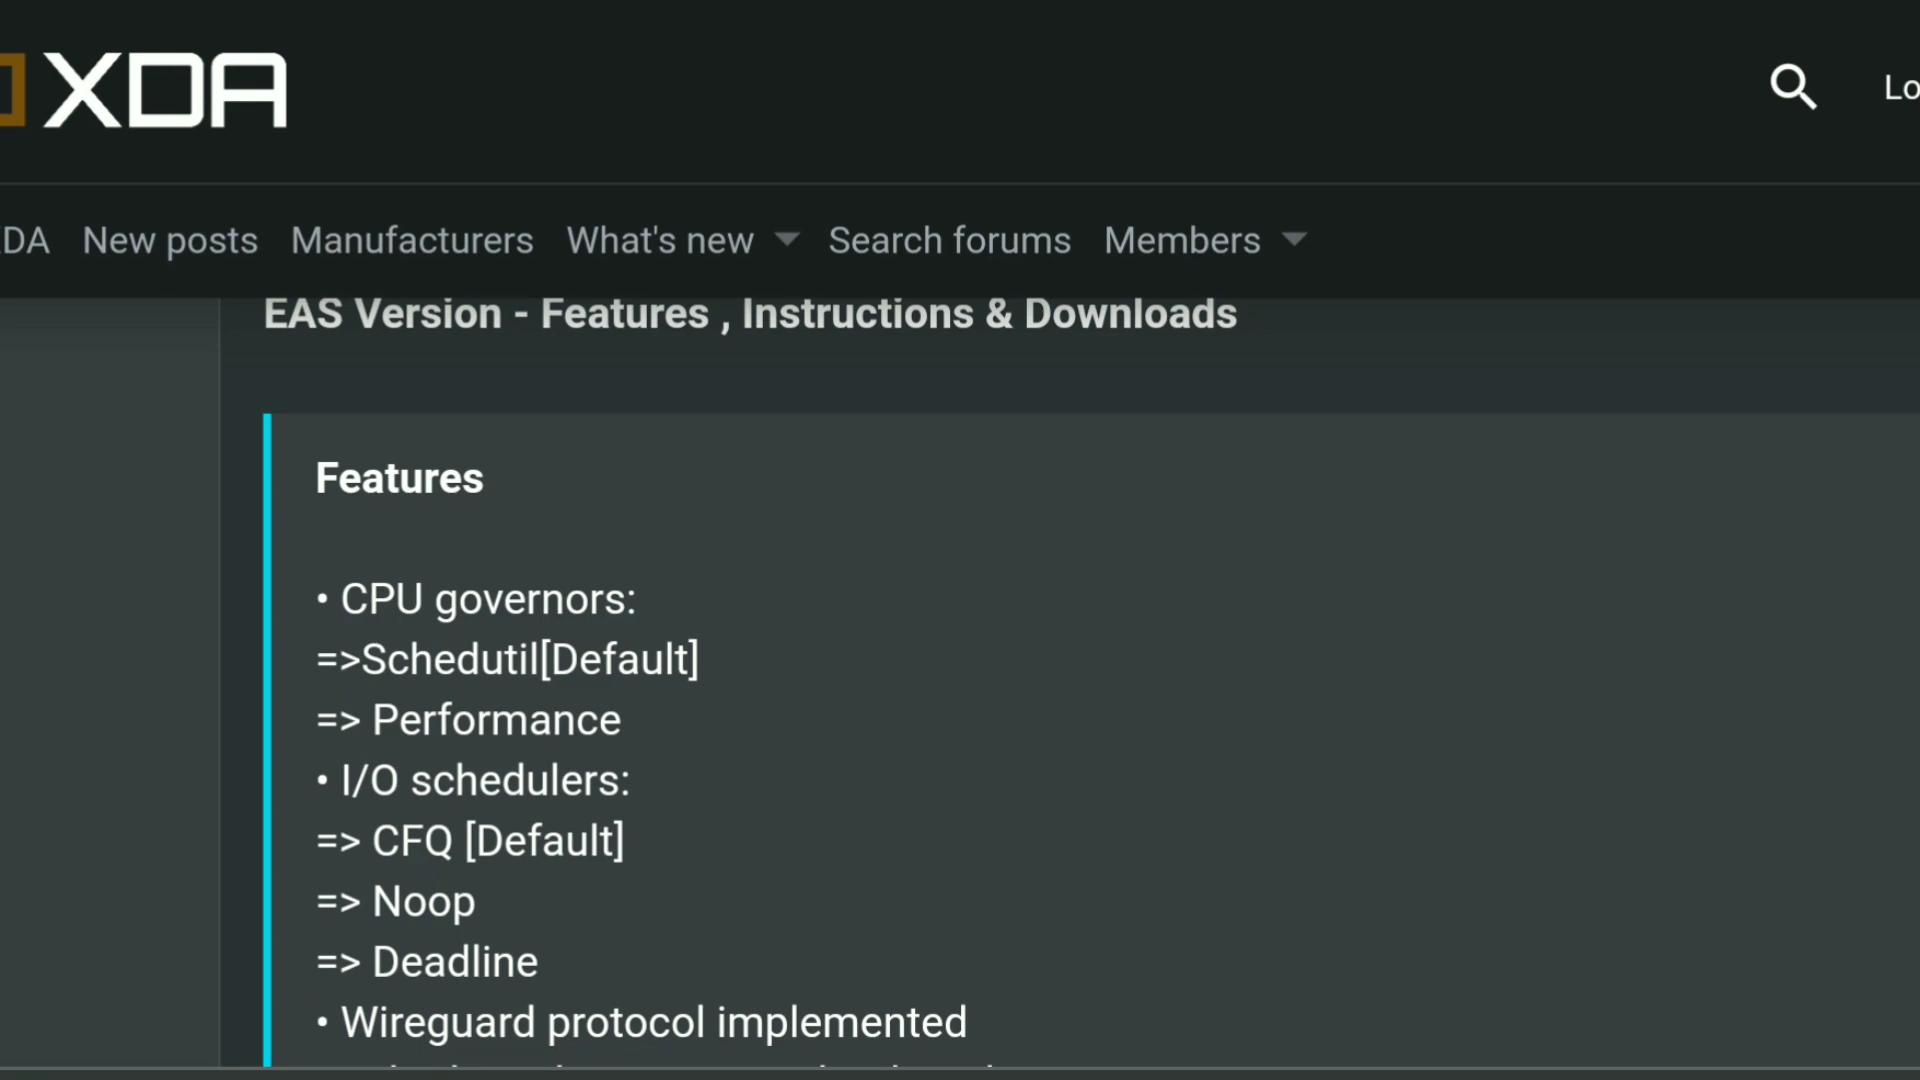 XDA
Lo
DA New posts Manufacturers What's new Search forums Members
EAS Version - Features , Instructions & Downloads
Features
• CPU governors:
=>Schedutil[Default]
=> Performance
• I/O schedulers:
=> CFQ [Default]
=> Noop
=> Deadline
• Wireguard protocol implemented